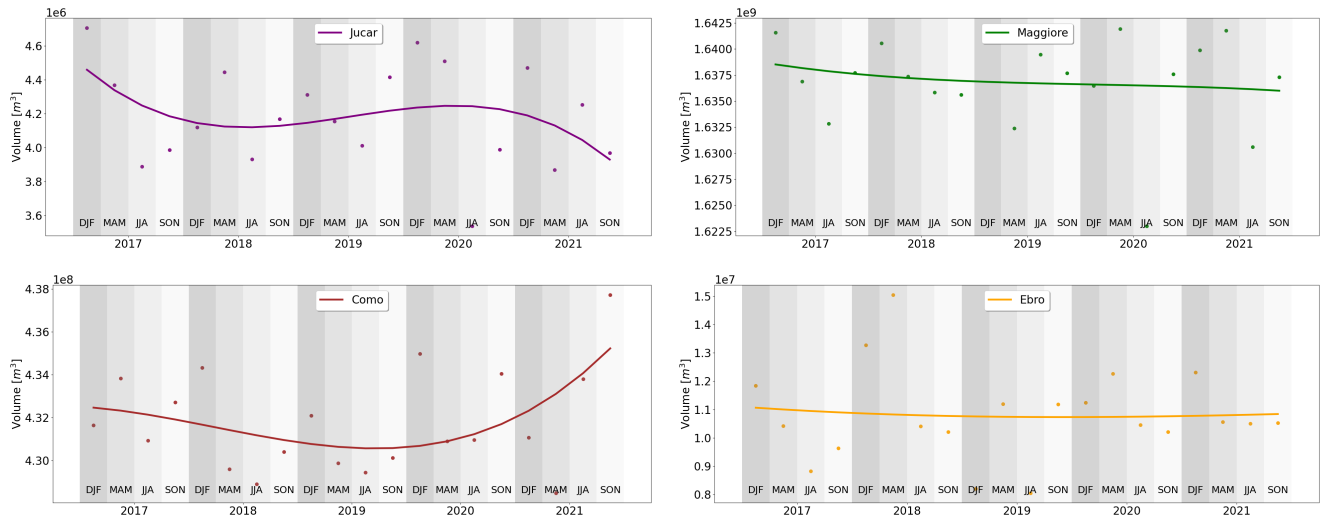 1e6
Jucar
Volume [m³]
4.6
4.4
4.2
4.0
3.8
3.6
DJF MAM JJA SON DJF MAM JJA SON DJF MAM JJA SON DJF MAM JJA SON DJF MAM JJA SON
2017 2018 2019 2020 2021
1e9
Maggiore
Volume [m³]
1.6425
1.6400
1.6375
1.6350
1.6325
1.6300
1.6275
1.6250
1.6225
DJF MAM JJA SON DJF MAM JJA SON DJF MAM JJA SON DJF MAM JJA SON DJF MAM JJA SON
2017 2018 2019 2020 2021
1e8
Como
Volume [m³]
4.38
4.36
4.34
4.32
4.30
DJF MAM JJA SON DJF MAM JJA SON DJF MAM JJA SON DJF MAM JJA SON DJF MAM JJA SON
2017 2018 2019 2020 2021
1e7
Ebro
Volume [m³]
1.5
1.4
1.3
1.2
1.1
1.0
0.9
0.8
DJF MAM JJA SON DJF MAM JJA SON DJF MAM JJA SON DJF MAM JJA SON DJF MAM JJA SON
2017 2018 2019 2020 2021